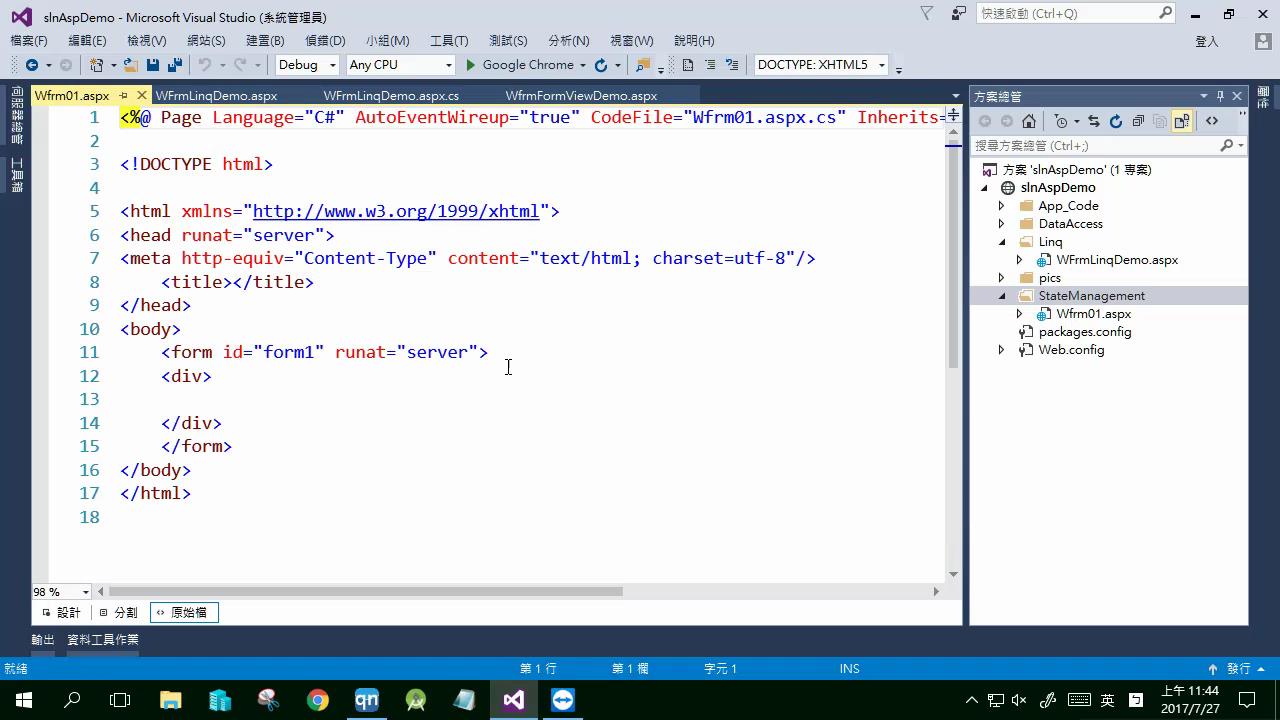 slnAspDemo - Microsoft Visual Studio (系統管理員)
快速啟動 (Ctrl+Q)
檔案(F) 編輯(E) 檢視(V) 網站(S) 建置(B) 偵錯(D) 小組(M) 工具(T) 測試(S) 分析(N) 視窗(W) 說明(H)
登入
Debug Any CPU Google Chrome DOCTYPE: XHTML5
伺服器總管
工具箱
Wfrm01.aspx WFrmLinqDemo.aspx WFrmLinqDemo.aspx.cs WfrmFormViewDemo.aspx
1 <%@ Page Language="C#" AutoEventWireup="true" CodeFile="Wfrm01.aspx.cs" Inherits=
2
3 <!DOCTYPE html>
4
5 <html xmlns="http://www.w3.org/1999/xhtml">
6 <head runat="server">
7 <meta http-equiv="Content-Type" content="text/html; charset=utf-8"/>
8 <title></title>
9 </head>
10 <body>
11 <form id="form1" runat="server">
12 <div>
13
14 </div>
15 </form>
16 </body>
17 </html>
18
98 %
設計 分割 原始檔
方案總管
搜尋方案總管 (Ctrl+;)
方案 'slnAspDemo' (1 專案)
slnAspDemo
App_Code
DataAccess
Linq
WFrmLinqDemo.aspx
pics
StateManagement
Wfrm01.aspx
packages.config
Web.config
輸出 資料工具作業
就緒 第 1 行 第 1 欄 字元 1 INS 發行
qn
英
上午 11:44
2017/7/27